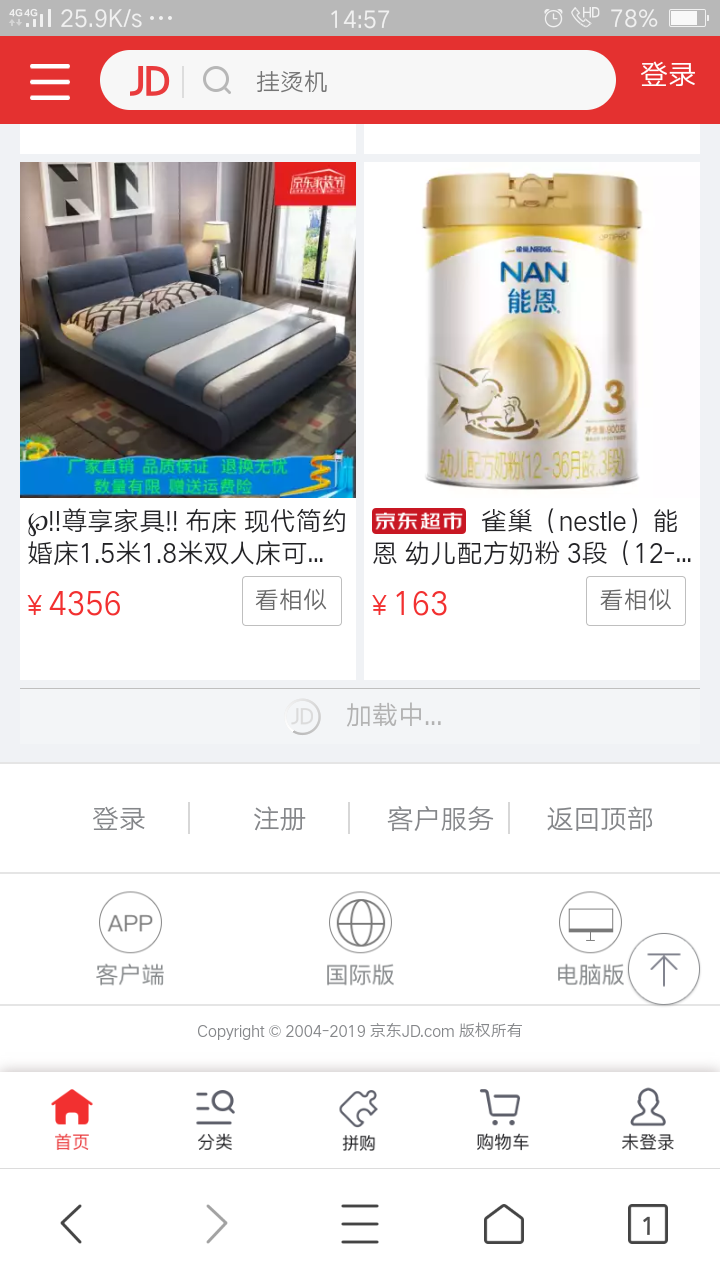 4G 4G 25.9K/s ··· 14:57 HD 78%
JD 挂烫机 登录
京东家装节
厂家直销 品质保证 退换无忧
数量有限 赠送运费险
雀巢 Nestlé
NAN
能恩
3
净含量:900克
幼儿配方奶粉(12-36月龄,3段)
℘!!尊享家具!! 布床 现代简约
婚床1.5米1.8米双人床可...
¥ 4356 看相似
京东超市 雀巢（nestle）能
恩 幼儿配方奶粉 3段（12-...
¥ 163 看相似
JD 加载中...
登录 注册 客户服务 返回顶部
APP
客户端 国际版 电脑版
Copyright © 2004-2019 京东JD.com 版权所有
首页 分类 拼购 购物车 未登录
1